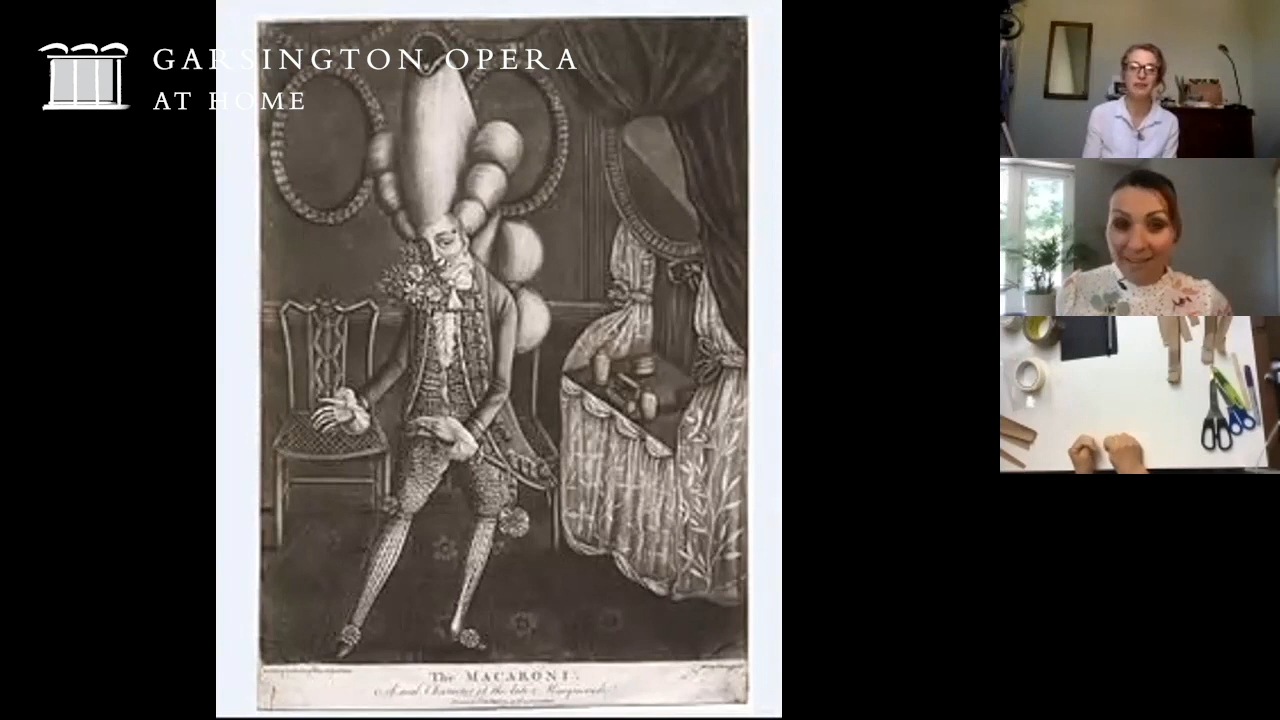 GARSINGTON OPERA
AT HOME
The MACARONI.
A real Character at the late Masquerade.